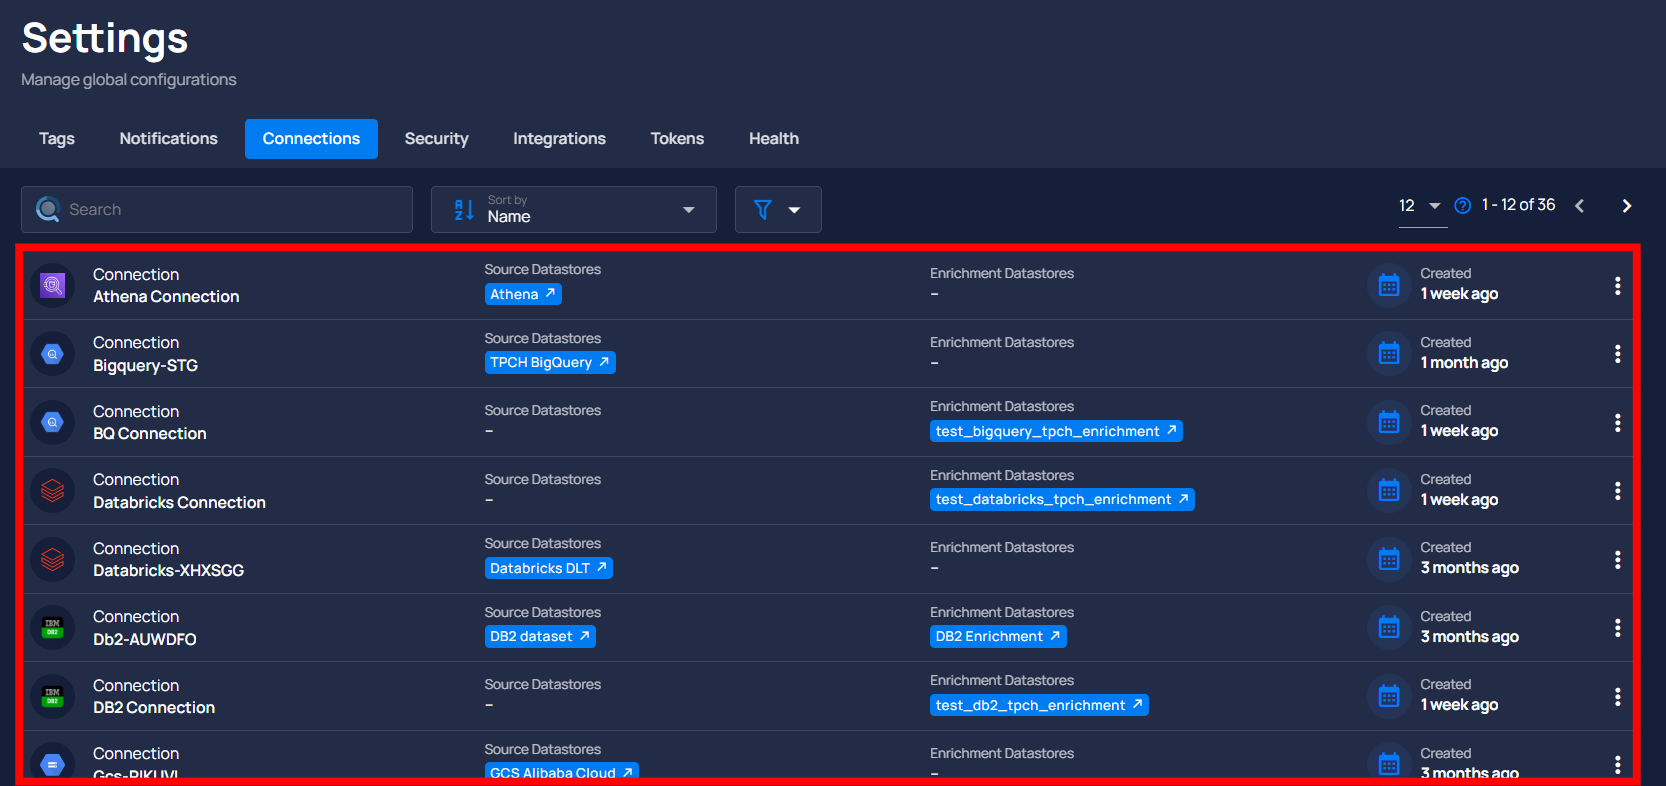 Settings
Manage global configurations
Tags Notifications Connections Security Integrations Tokens Health
Search
Sort by
Name
12
1 - 12 of 36
Connection
Athena Connection
Source Datastores
Athena
Enrichment Datastores
–
Created
1 week ago
Connection
Bigquery-STG
Source Datastores
TPCH BigQuery
Enrichment Datastores
–
Created
1 month ago
Connection
BQ Connection
Source Datastores
–
Enrichment Datastores
test_bigquery_tpch_enrichment
Created
1 week ago
Connection
Databricks Connection
Source Datastores
–
Enrichment Datastores
test_databricks_tpch_enrichment
Created
1 week ago
Connection
Databricks-XHXSGG
Source Datastores
Databricks DLT
Enrichment Datastores
–
Created
3 months ago
IBM
DB2
Connection
Db2-AUWDFO
Source Datastores
DB2 dataset
Enrichment Datastores
DB2 Enrichment
Created
3 months ago
IBM
DB2
Connection
DB2 Connection
Source Datastores
–
Enrichment Datastores
test_db2_tpch_enrichment
Created
1 week ago
Connection
Source Datastores
GCS Alibaba Cloud
Enrichment Datastores
–
Created
3 months ago